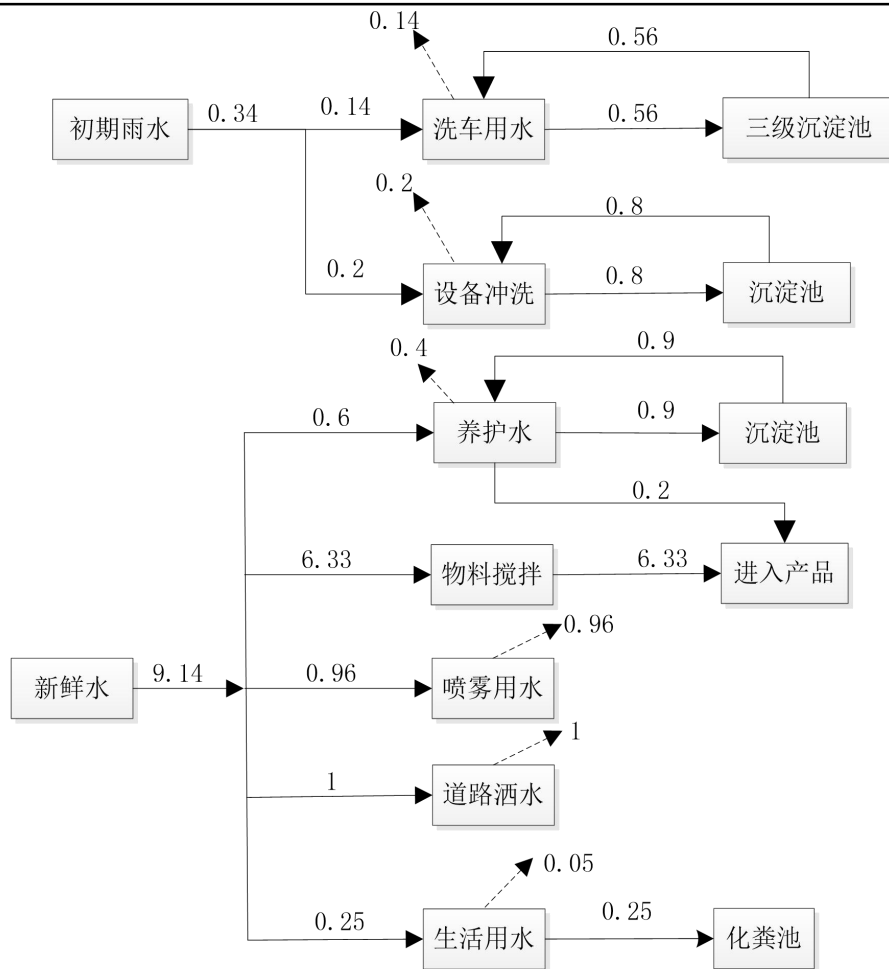 0.14
0.56
初期雨水
0.34
0.14
洗车用水
0.56
三级沉淀池
0.2
0.8
0.2
设备冲洗
0.8
沉淀池
0.4
0.9
0.6
养护水
0.9
沉淀池
0.2
6.33
物料搅拌
6.33
进入产品
0.96
新鲜水
9.14
0.96
喷雾用水
1
1
道路洒水
0.05
0.25
生活用水
0.25
化粪池